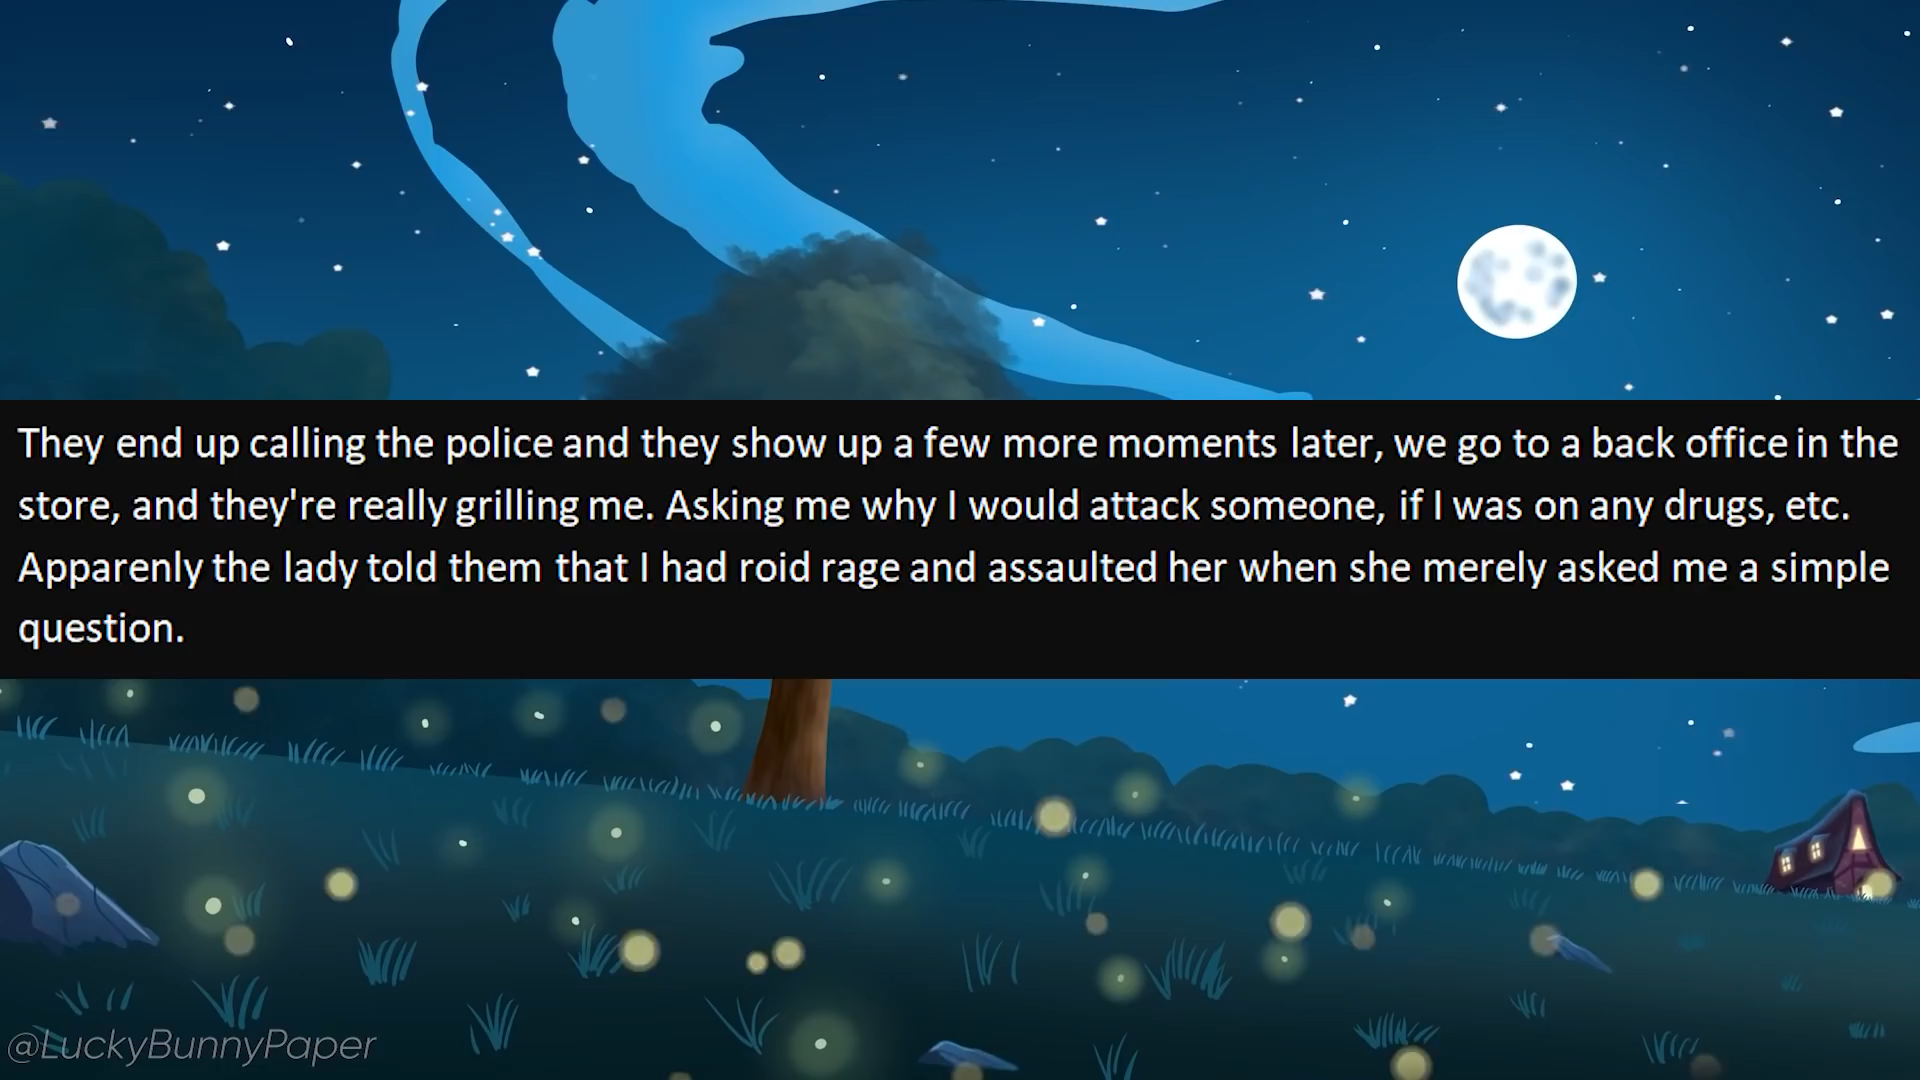 They end up calling the police and they show up a few more moments later, we go to a back office in the
store, and they're really grilling me. Asking me why I would attack someone, if I was on any drugs, etc.
Apparenly the lady told them that I had roid rage and assaulted her when she merely asked me a simple
question.
@LuckyBunnyPaper